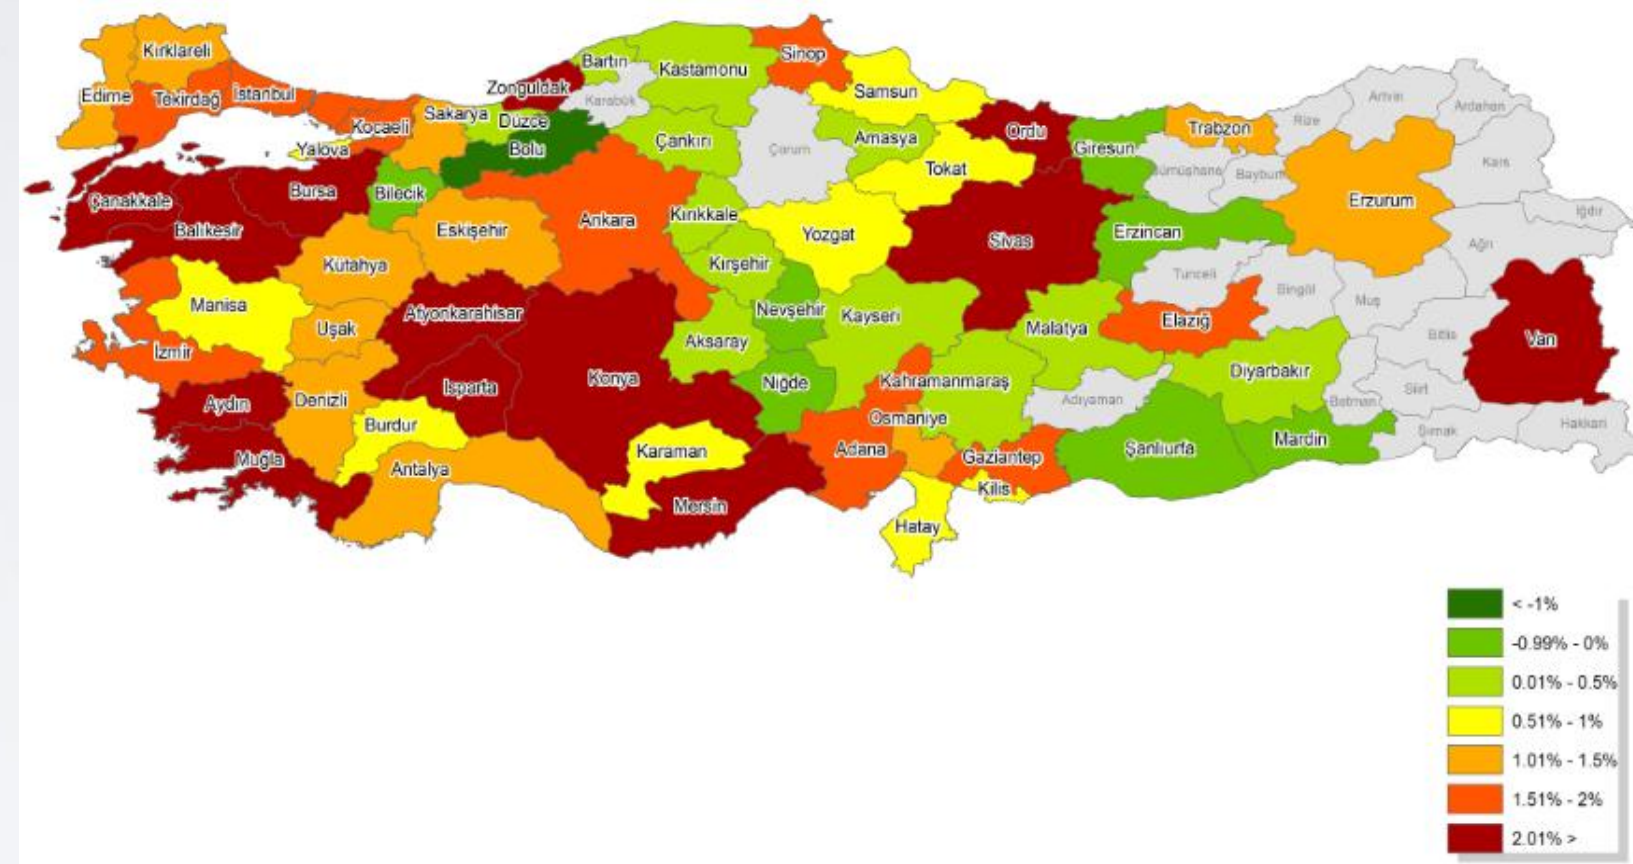 Kırklareli
Edirne
Tekirdağ
İstanbul
Kocaeli
Yalova
Sakarya
Düzce
Bolu
Zonguldak
Bartın
Karabük
Kastamonu
Sinop
Samsun
Çankırı
Çorum
Amasya
Tokat
Ordu
Giresun
Trabzon
Rize
Artvin
Ardahan
Kars
Iğdır
Ağrı
Erzurum
Bayburt
Gümüşhane
Çanakkale
Balıkesir
Bursa
Bilecik
Eskişehir
Kütahya
Ankara
Kırıkkale
Kırşehir
Yozgat
Sivas
Erzincan
Tunceli
Bingöl
Muş
Bitlis
Van
Manisa
Uşak
Afyonkarahisar
İzmir
Aydın
Denizli
Isparta
Burdur
Muğla
Antalya
Konya
Aksaray
Nevşehir
Niğde
Kayseri
Malatya
Elazığ
Diyarbakır
Kahramanmaraş
Adıyaman
Batman
Siirt
Şırnak
Hakkari
Karaman
Mersin
Adana
Osmaniye
Gaziantep
Kilis
Hatay
Şanlıurfa
Mardin
< -1%
-0.99% - 0%
0.01% - 0.5%
0.51% - 1%
1.01% - 1.5%
1.51% - 2%
2.01% >